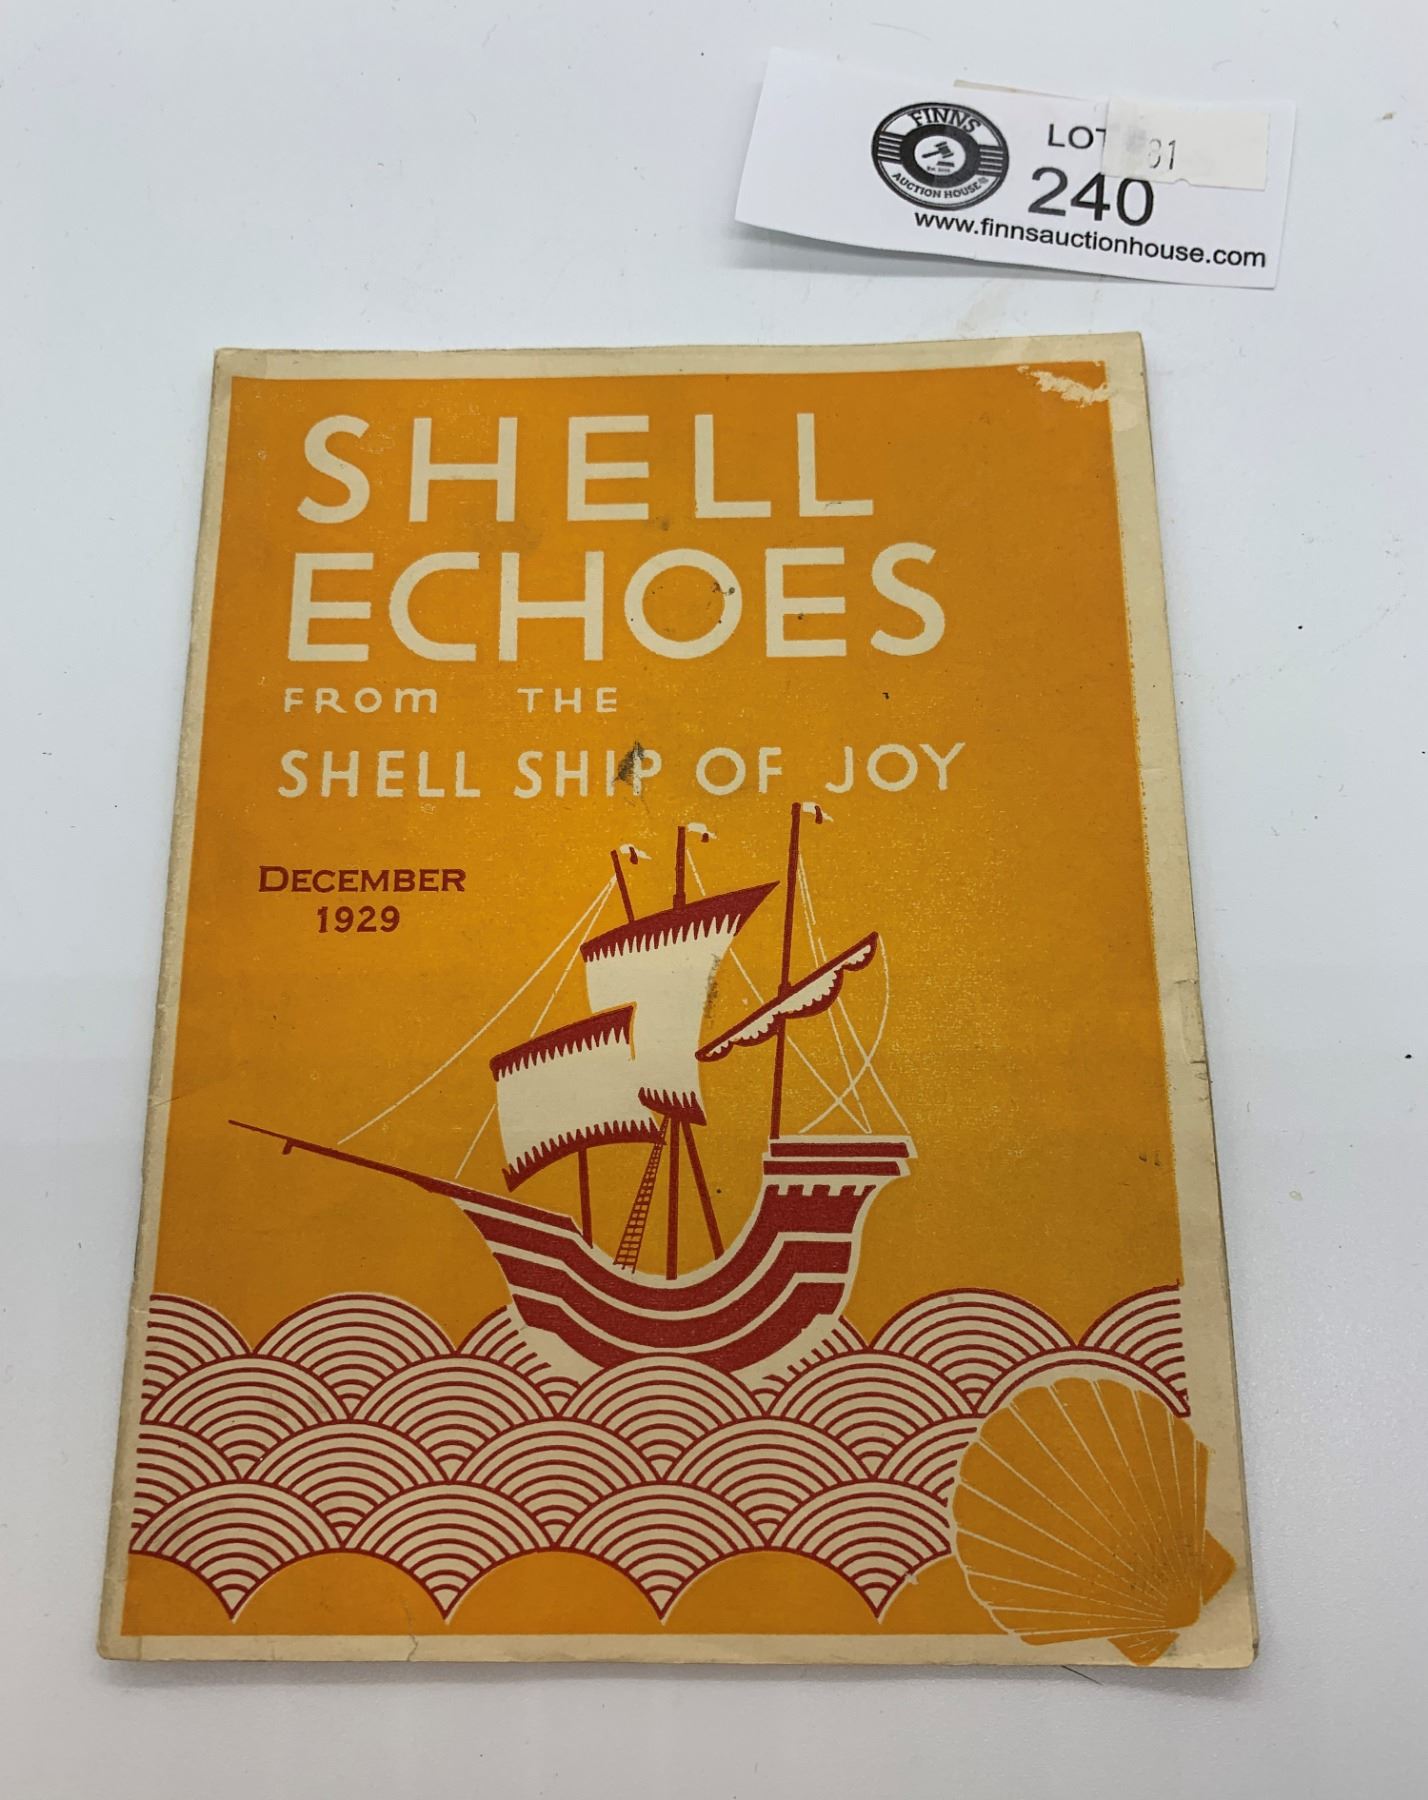 FINNS
AUCTION HOUSE
LOT
240
www.finnsauctionhouse.com
SHELL
ECHOES
FROM THE
SHELL SHIP OF JOY
DECEMBER
1929